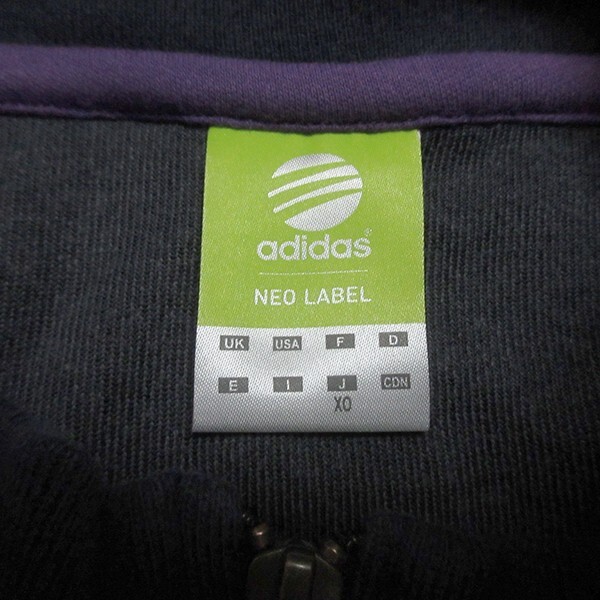 adidas®
NEO LABEL
UK USA F D
E I J CDN
XO